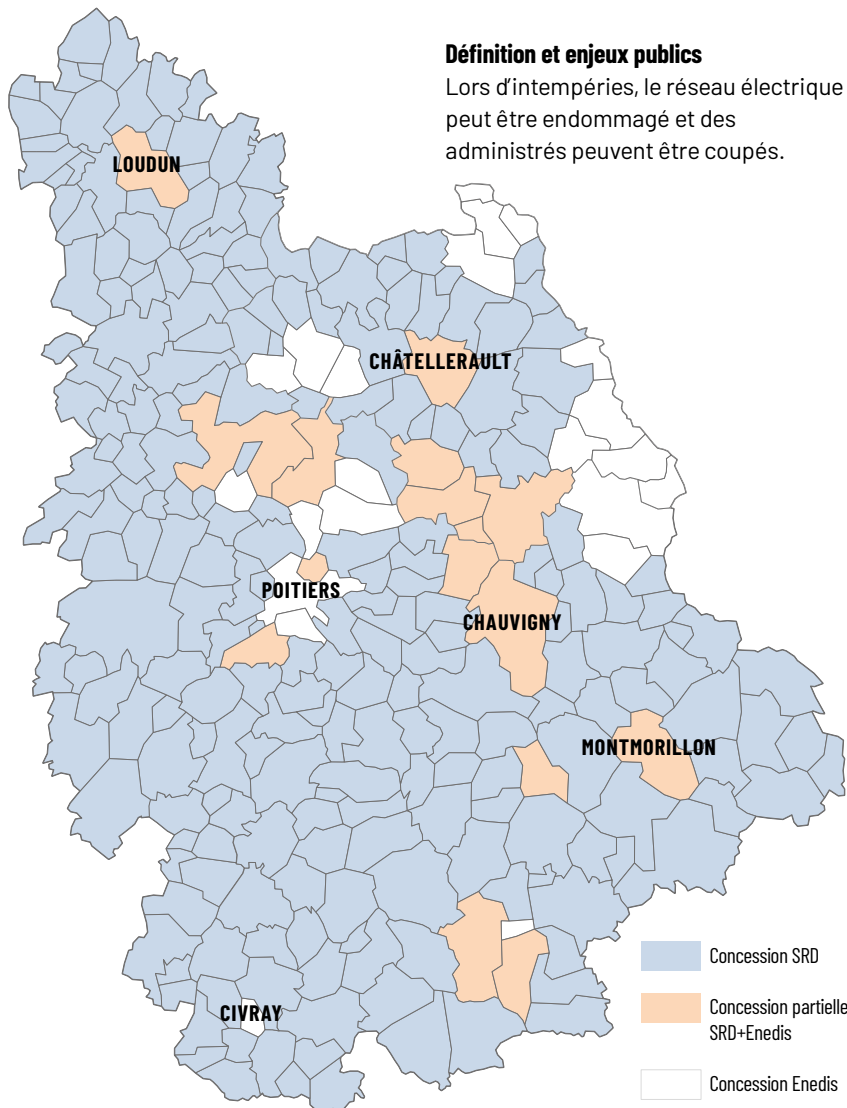 Définition et enjeux publics
Lors d'intempéries, le réseau électrique
peut être endommagé et des
administrés peuvent être coupés.
LOUDUN
CHÂTELLERAULT
POITIERS
CHAUVIGNY
MONTMORILLON
CIVRAY
Concession SRD
Concession partielle
SRD+Enedis
Concession Enedis